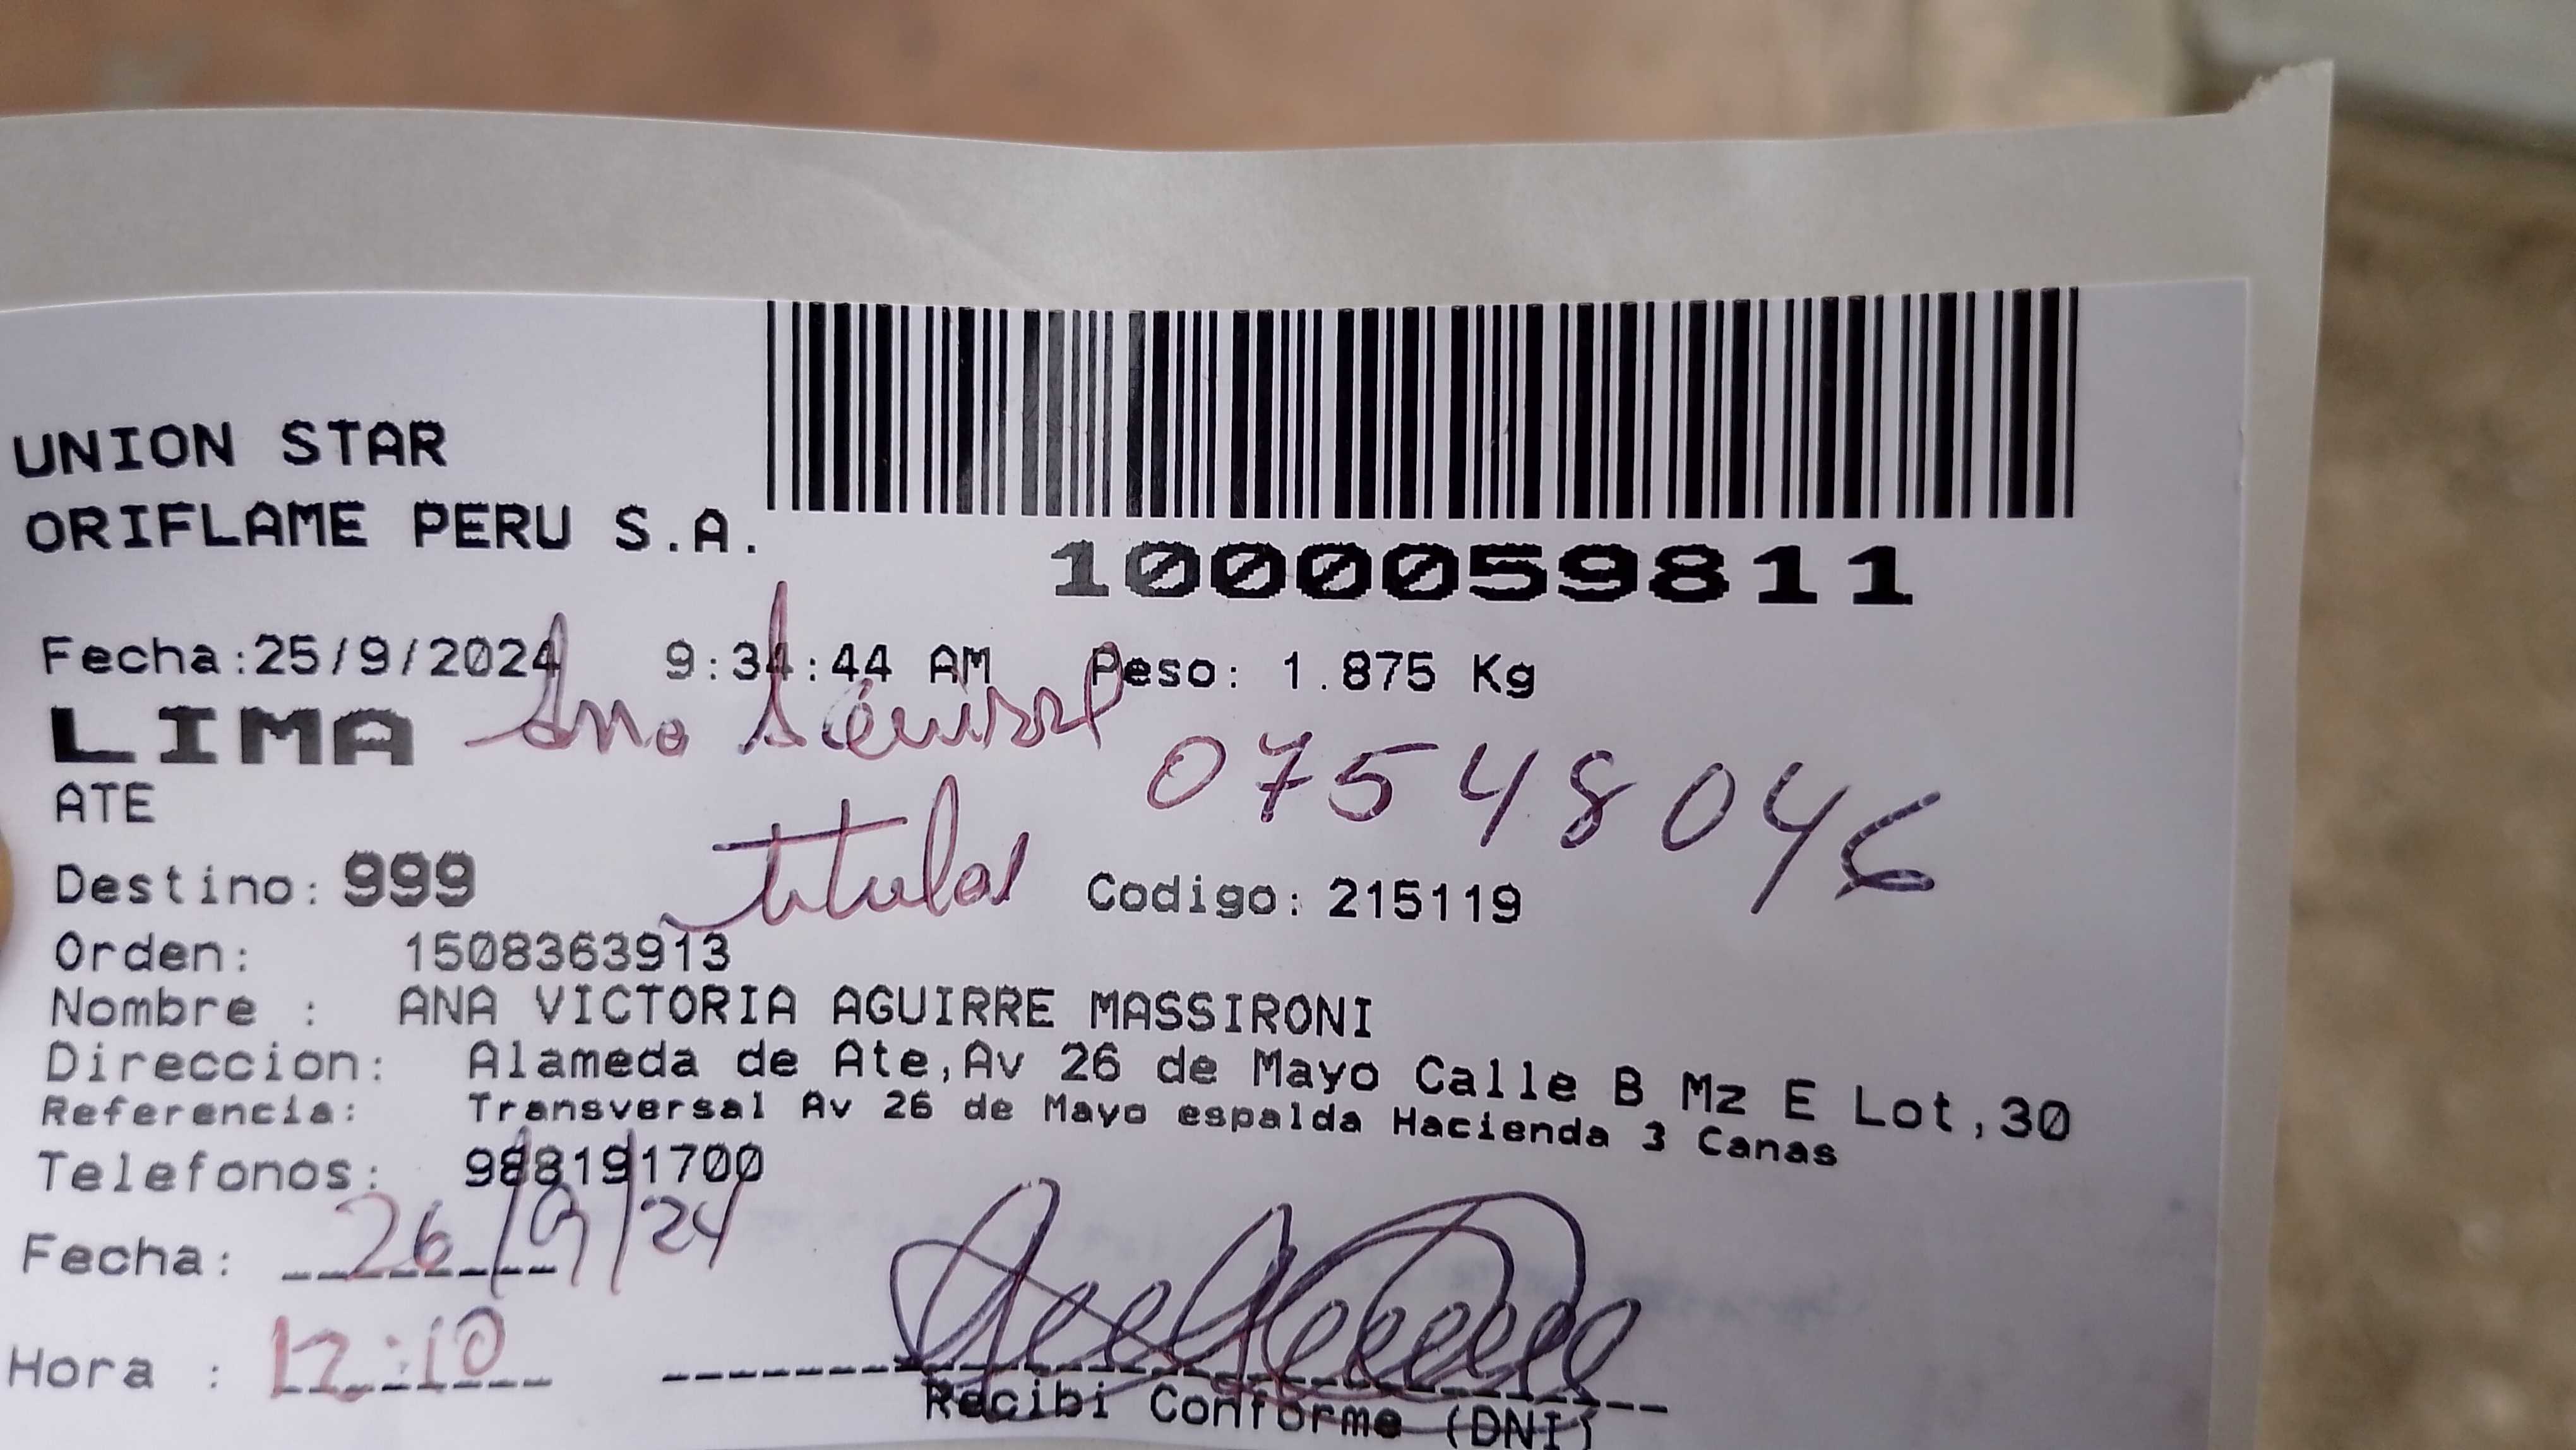 UNION STAR
ORIFLAME PERU S.A.
1000059811
Fecha:25/9/2024 9:34:44 AM Peso: 1.875 Kg
LIMA Ana Aguirre
07548046
ATE
titular
Destino: 999 Codigo: 215119
Orden: 1508363913
Nombre : ANA VICTORIA AGUIRRE MASSIRONI
Direccion: Alameda de Ate,Av 26 de Mayo Calle B Mz E Lot,30
Referencia: Transversal Av 26 de Mayo espalda Hacienda 3 Canas
Telefonos: 988191700
Fecha: 26/9/24
Hora : 12:10
Recibi Conforme (DNI)